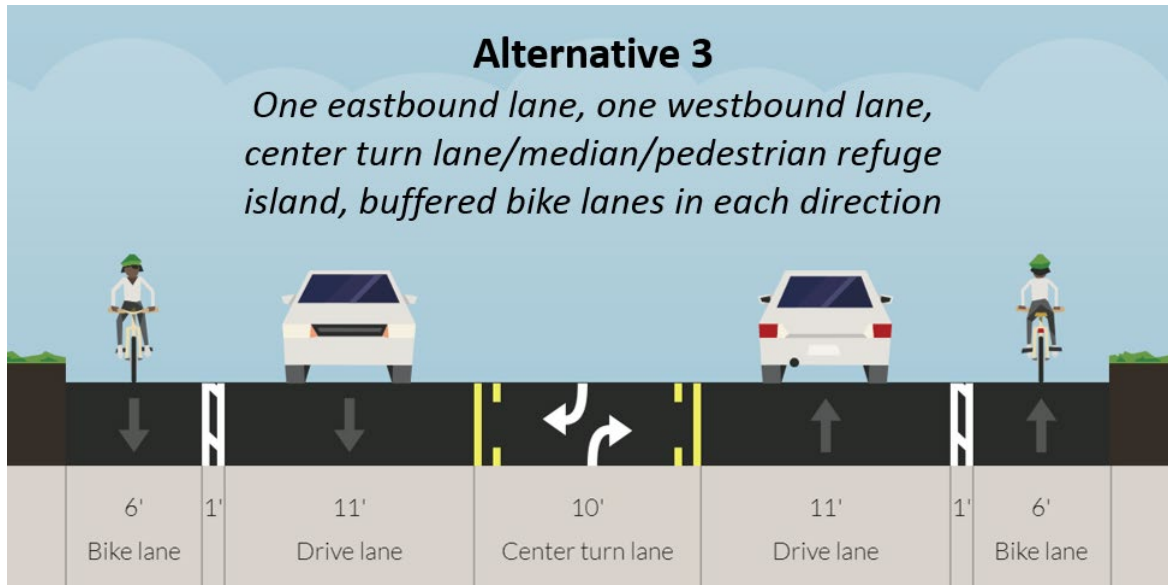 Alternative 3
One eastbound lane, one westbound lane,
center turn lane/median/pedestrian refuge
island, buffered bike lanes in each direction
6' 1' 11' 10' 11' 1' 6'
Bike lane Drive lane Center turn lane Drive lane Bike lane